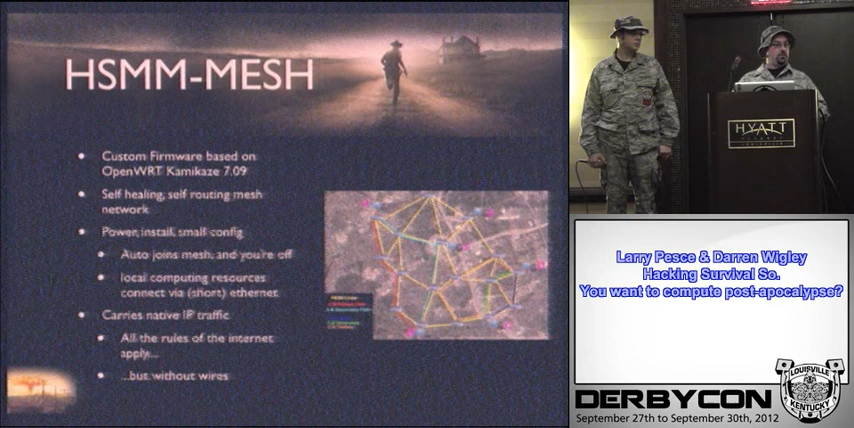 HSMM-MESH
Custom Firmware based on
OpenWRT Kamikaze 7.09
Self healing, self routing mesh
network
Power, install, small config
Auto joins mesh, and you're off
local computing resources
connect via (short) ethernet
Carries native IP traffic
All the rules of the internet
apply...
...but without wires
HYATT
Larry Pesce & Darren Wigley
Hacking Survival So.
You want to compute post-apocalypse?
DERBYCON
September 27th to September 30th, 2012
LOUISVILLE
KENTUCKY